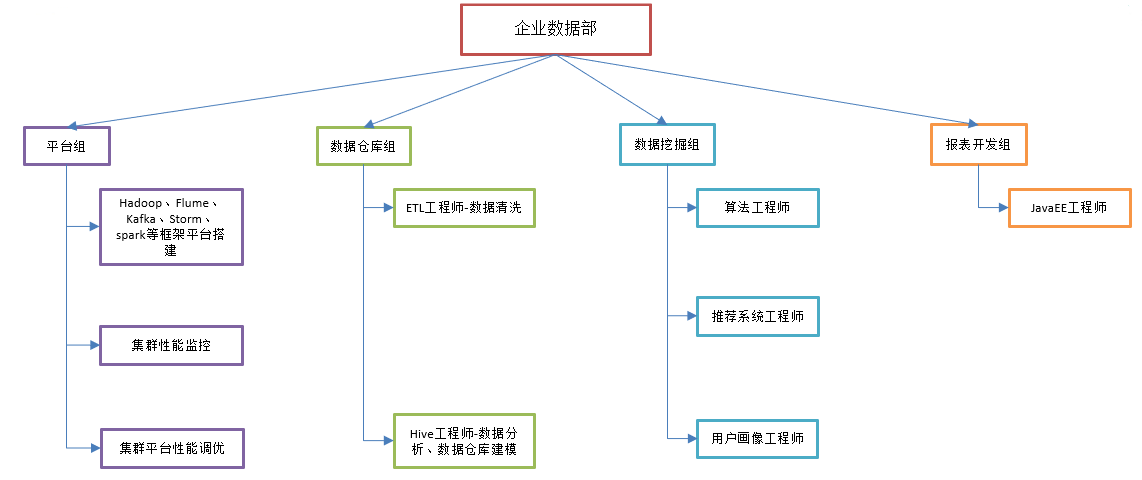 企业数据部
平台组
数据仓库组
数据挖掘组
报表开发组
Hadoop、Flume、
Kafka、Storm、
spark等框架平台搭
建
ETL工程师-数据清洗
算法工程师
JavaEE工程师
集群性能监控
推荐系统工程师
集群平台性能调优
Hive工程师-数据分
析、数据仓库建模
用户画像工程师